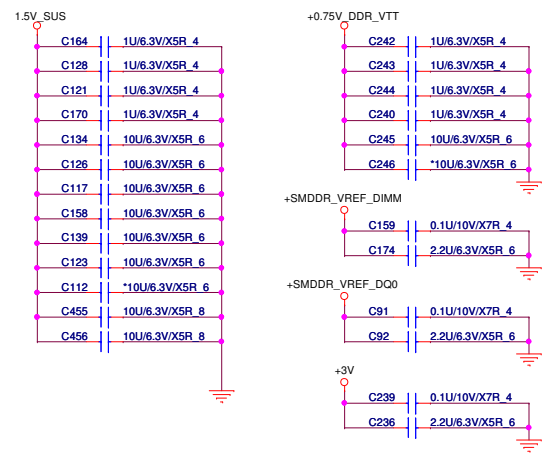 1.5V_SUS
C164 1U/6.3V/X5R_4
C128 1U/6.3V/X5R_4
C121 1U/6.3V/X5R_4
C170 1U/6.3V/X5R_4
C134 10U/6.3V/X5R_6
C126 10U/6.3V/X5R_6
C117 10U/6.3V/X5R_6
C158 10U/6.3V/X5R_6
C139 10U/6.3V/X5R_6
C123 10U/6.3V/X5R_6
C112 *10U/6.3V/X5R_6
C455 10U/6.3V/X5R_8
C456 10U/6.3V/X5R_8
+0.75V_DDR_VTT
C242 1U/6.3V/X5R_4
C243 1U/6.3V/X5R_4
C244 1U/6.3V/X5R_4
C240 1U/6.3V/X5R_4
C245 10U/6.3V/X5R_6
C246 *10U/6.3V/X5R_6
+SMDDR_VREF_DIMM
C159 0.1U/10V/X7R_4
C174 2.2U/6.3V/X5R_6
+SMDDR_VREF_DQ0
C91 0.1U/10V/X7R_4
C92 2.2U/6.3V/X5R_6
+3V
C239 0.1U/10V/X7R_4
C236 2.2U/6.3V/X5R_6